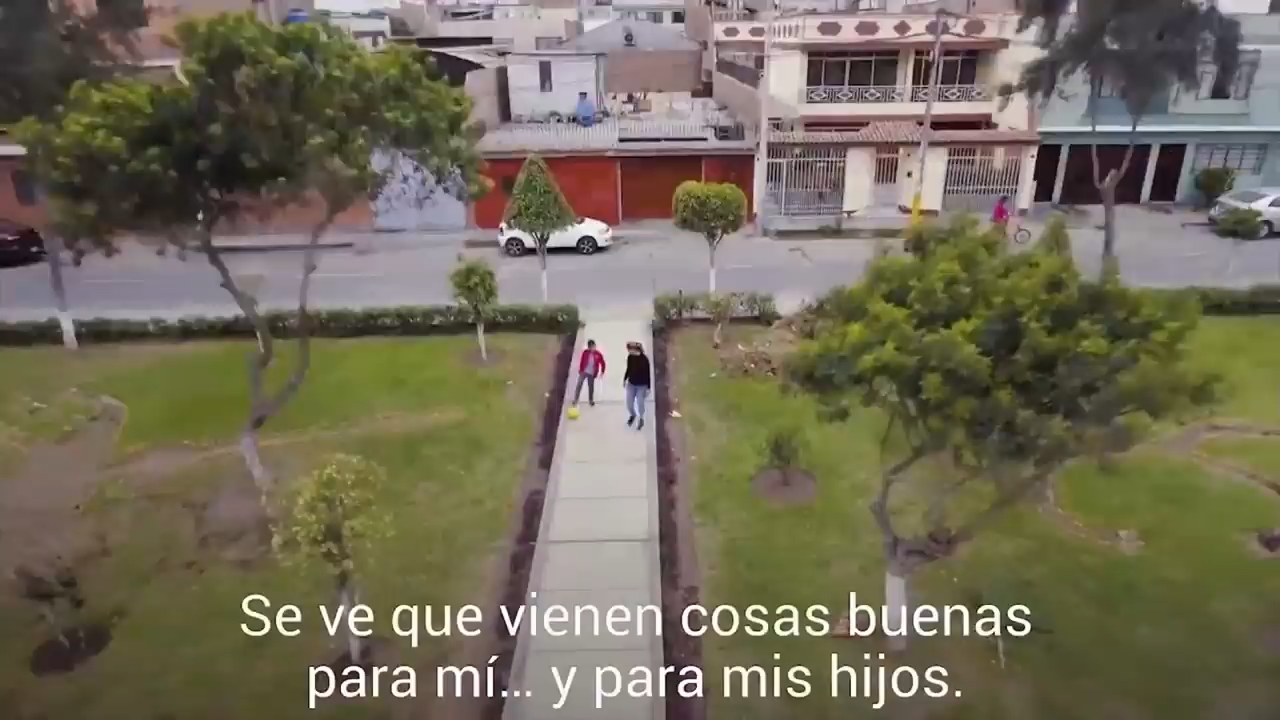 Se ve que vienen cosas buenas
para mí... y para mis hijos.